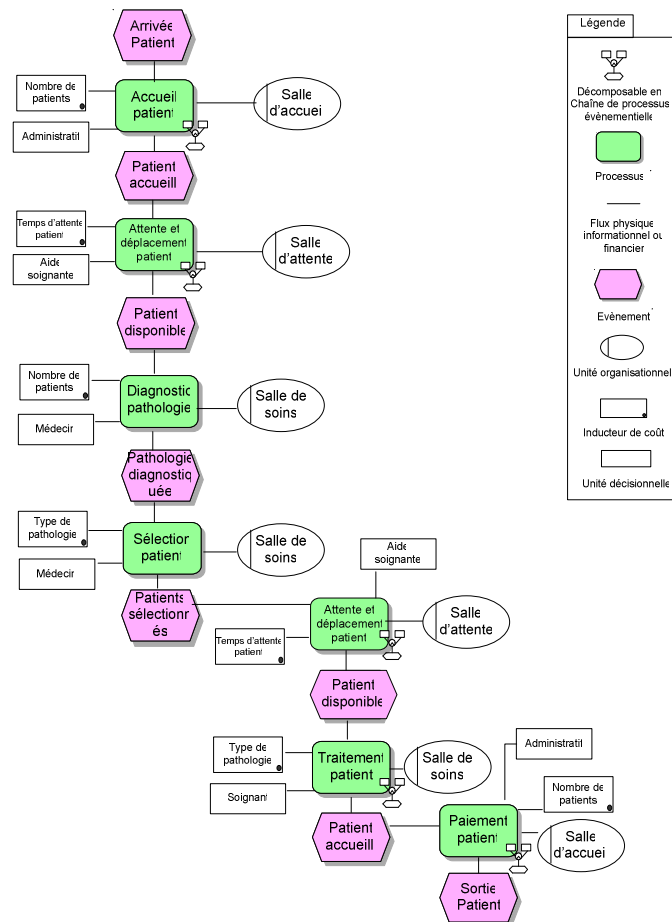 Arrivée
Patient
Nombre de
patients
Accueil
patient
Salle
d'accuei
Administratif
Patient
accueill
Temps d'attente
patient
Attente et
déplacement
patient
Salle
d'attente
Aide
soignante
Patient
disponible
Nombre de
patients
Diagnostic
pathologie
Salle de
soins
Médecin
Pathologie
diagnostiq
uée
Type de
pathologie
Sélection
patient
Salle de
soins
Médecin
Patients
sélectionn
és
Aide
soignante
Attente et
déplacement
patient
Salle
d'attente
Temps d'attente
patient
Patient
disponible
Type de
pathologie
Traitement
patient
Salle de
soins
Soignant
Patient
accueill
Administratif
Nombre de
patients
Paiement
patient
Salle
d'accuei
Sortie
Patient
Légende
Décomposable en
Chaîne de processus
évènementielle
Processus
Flux physique
informationnel ou
financier
Evènement
Unité organisationnel
Inducteur de coût
Unité décisionnelle